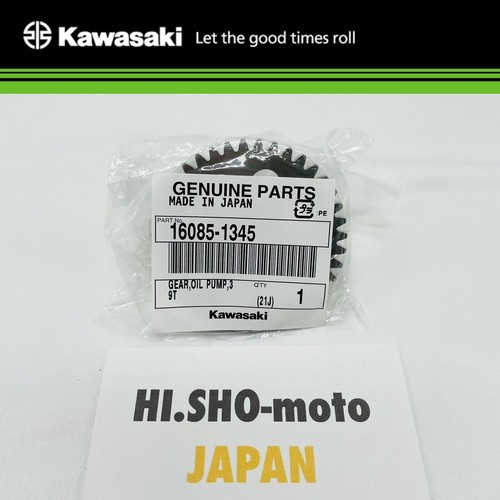 Kawasaki Let the good times roll
GENUINE PARTS
MADE IN JAPAN
:PE
PART No.
16085-1345
GEAR,OIL PUMP,3
9T
Q'TY
(21J) 1
Kawasaki
HI.SHO-moto
JAPAN